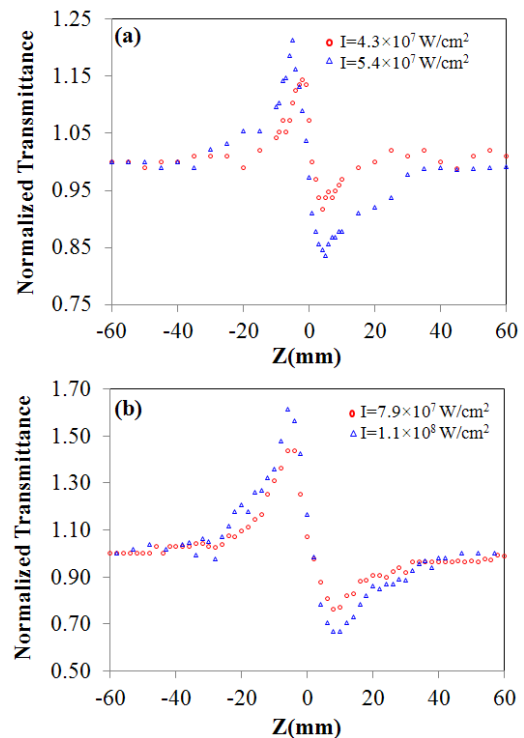 (a)
I=4.3×10⁷ W/cm²
I=5.4×10⁷ W/cm²
Normalized Transmittance
1.25
1.15
1.05
0.95
0.85
0.75
-60 -40 -20 0 20 40 60
Z(mm)
(b)
I=7.9×10⁷ W/cm²
I=1.1×10⁸ W/cm²
Normalized Transmittance
1.70
1.50
1.30
1.10
0.90
0.70
0.50
-60 -40 -20 0 20 40 60
Z(mm)